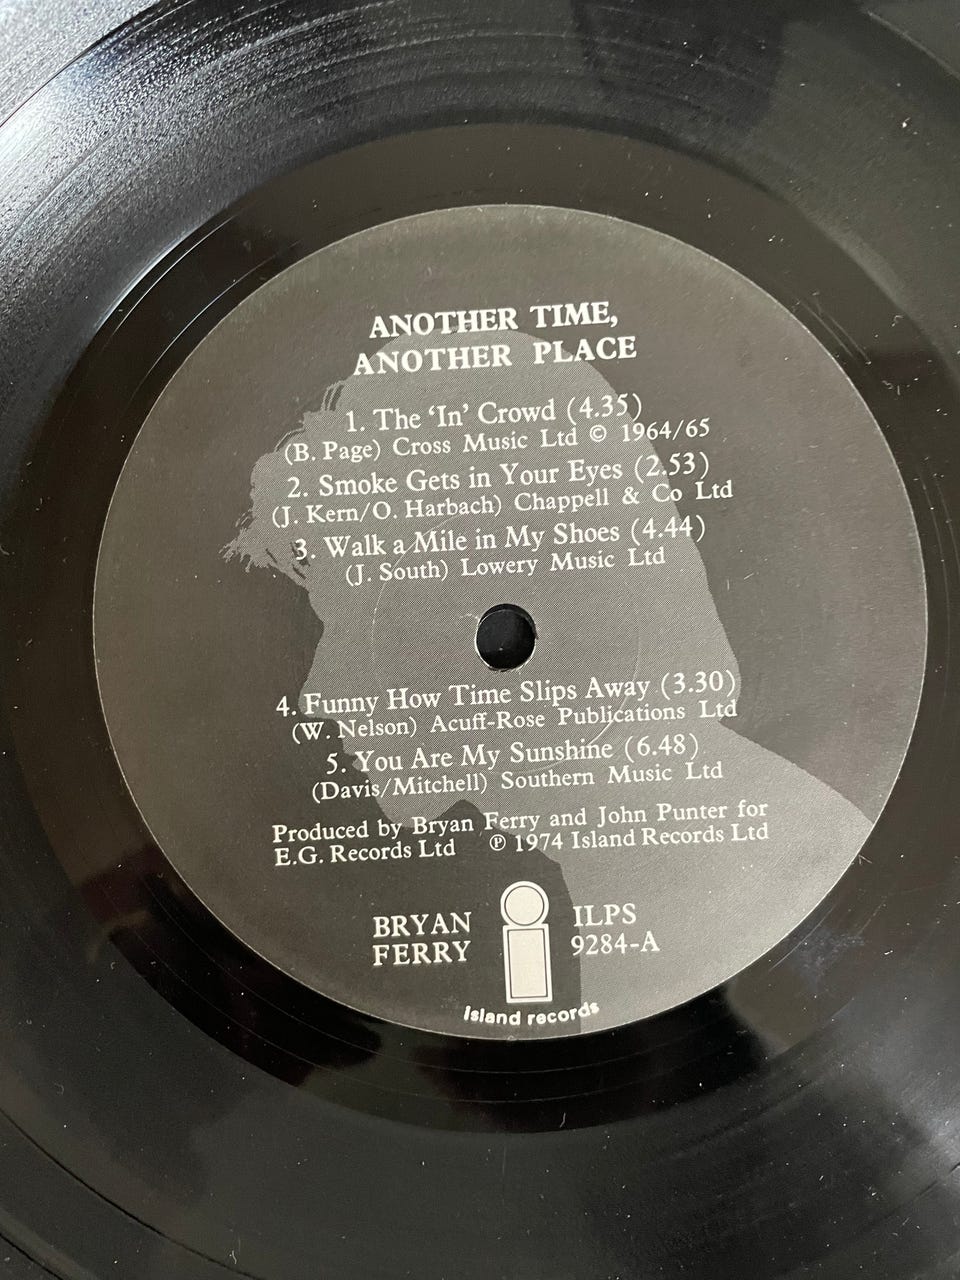 ANOTHER TIME,
ANOTHER PLACE
1. The ‘In’ Crowd (4.35)
(B. Page) Cross Music Ltd © 1964/65
2. Smoke Gets in Your Eyes (2.53)
(J. Kern/O. Harbach) Chappell & Co Ltd
3. Walk a Mile in My Shoes (4.44)
(J. South) Lowery Music Ltd
4. Funny How Time Slips Away (3.30)
(W. Nelson) Acuff-Rose Publications Ltd
5. You Are My Sunshine (6.48)
(Davis/Mitchell) Southern Music Ltd
Produced by Bryan Ferry and John Punter for
E.G. Records Ltd ℗ 1974 Island Records Ltd
BRYAN
FERRY
ILPS
9284-A
island records